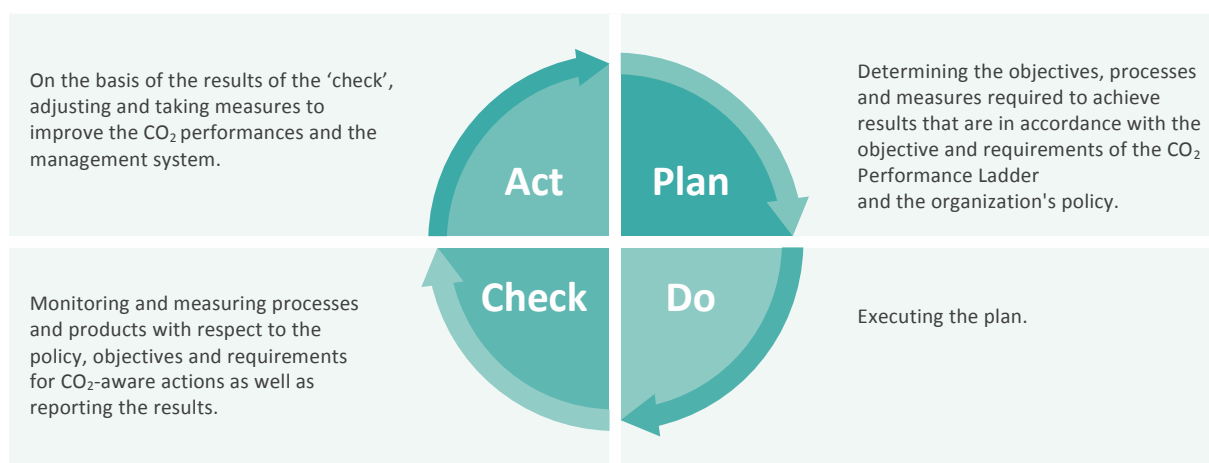 On the basis of the results of the ‘check’,
adjusting and taking measures to
improve the CO₂ performances and the
management system.
Act
Plan
Determining the objectives, processes
and measures required to achieve
results that are in accordance with the
objective and requirements of the CO₂
Performance Ladder
and the organization's policy.
Monitoring and measuring processes
and products with respect to the
policy, objectives and requirements
for CO₂-aware actions as well as
reporting the results.
Check
Do
Executing the plan.